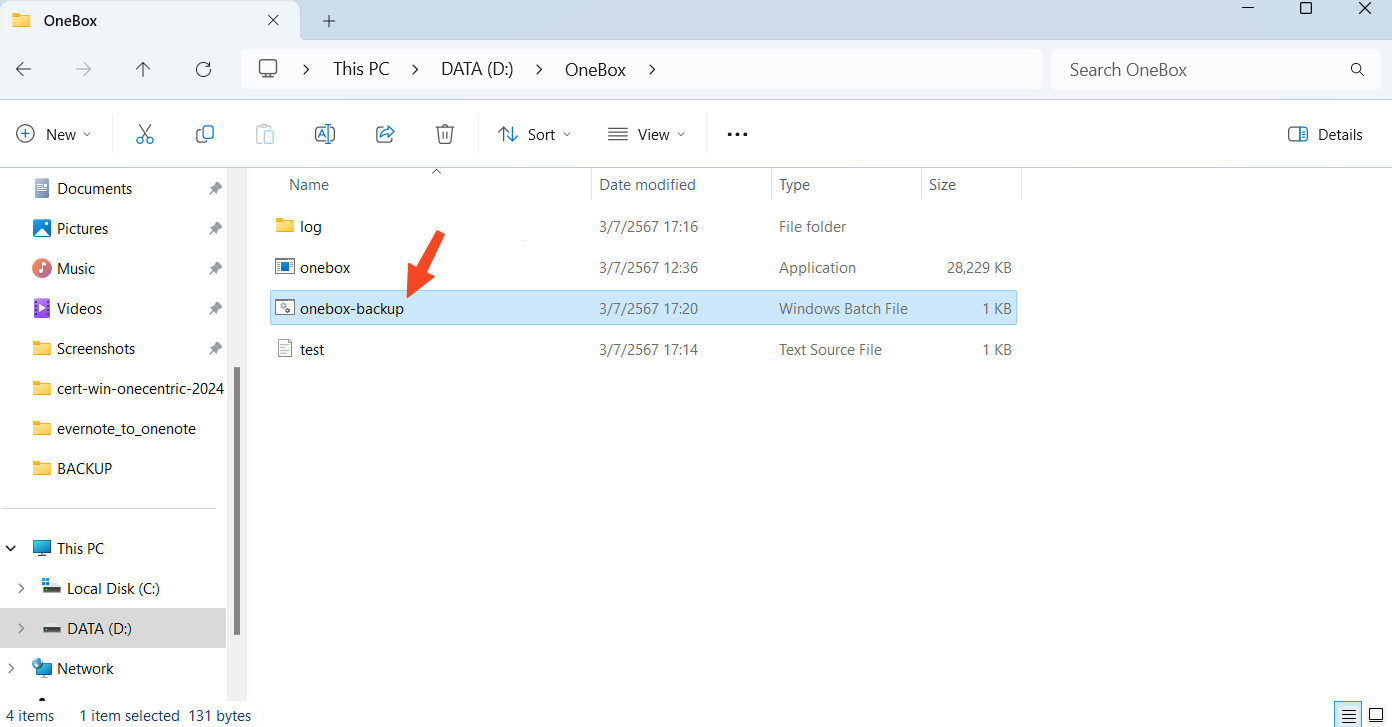 OneBox
This PC DATA (D:) OneBox
Search OneBox
New
Sort
View
Details
Documents
Pictures
Music
Videos
Screenshots
cert-win-onecentric-2024
evernote_to_onenote
BACKUP
This PC
Local Disk (C:)
DATA (D:)
Network
Name Date modified Type Size
log 3/7/2567 17:16 File folder
onebox 3/7/2567 12:36 Application 28,229 KB
onebox-backup 3/7/2567 17:20 Windows Batch File 1 KB
test 3/7/2567 17:14 Text Source File 1 KB
4 items 1 item selected 131 bytes